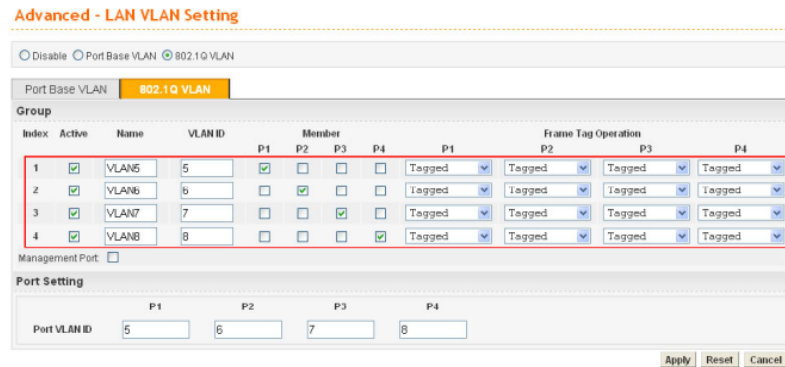 Advanced - LAN VLAN Setting
Disable Port Base VLAN 802.1Q VLAN
Port Base VLAN 802.1Q VLAN
Group
Index Active Name VLAN ID Member Frame Tag Operation
P1 P2 P3 P4 P1 P2 P3 P4
1 VLAN5 5 Tagged Tagged Tagged Tagged
2 VLAN6 6 Tagged Tagged Tagged Tagged
3 VLAN7 7 Tagged Tagged Tagged Tagged
4 VLAN8 8 Tagged Tagged Tagged Tagged
Management Port
Port Setting
P1 P2 P3 P4
Port VLAN ID 5 6 7 8
Apply Reset Cancel